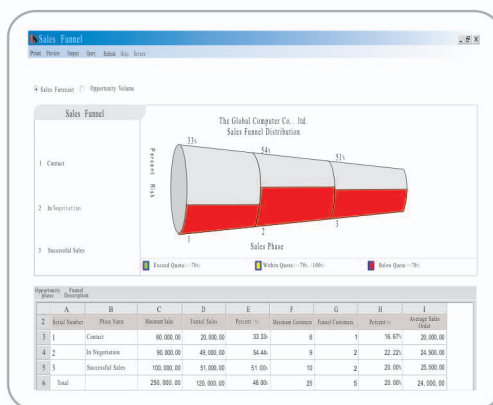 Sales Funnel
Print Preview Output Query Refresh Help Return
Sales Forecast Opportunity Volume
Sales Funnel
1 Contact
2 In Negotiation
3 Successful Sales
The Global Computer Co., ltd.
Sales Funnel Distribution
Percent Risk
33%
54%
51%
1
2
3
Sales Phase
Exceed Quota
Within Quota
Below Quota
Opportunity phase Funnel Description
A B C D E F G H I
2 Serial Number Phase Name Maximum Sales Funnel Sales Percent (%) Maximum Customers Funnel Customers Percent(%) Average Sales Order
3 1 Contact 60,000.00 20,000.00 33.33% 6 1 16.67% 20,000.00
4 2 In Negotiation 90,000.00 49,000.00 54.44% 9 2 22.22% 24,500.00
5 3 Successful Sales 100,000.00 51,000.00 51.00% 10 2 20.00% 25,500.00
6 Total 250,000.00 120,000.00 48.00% 25 5 20.00% 24,000.00